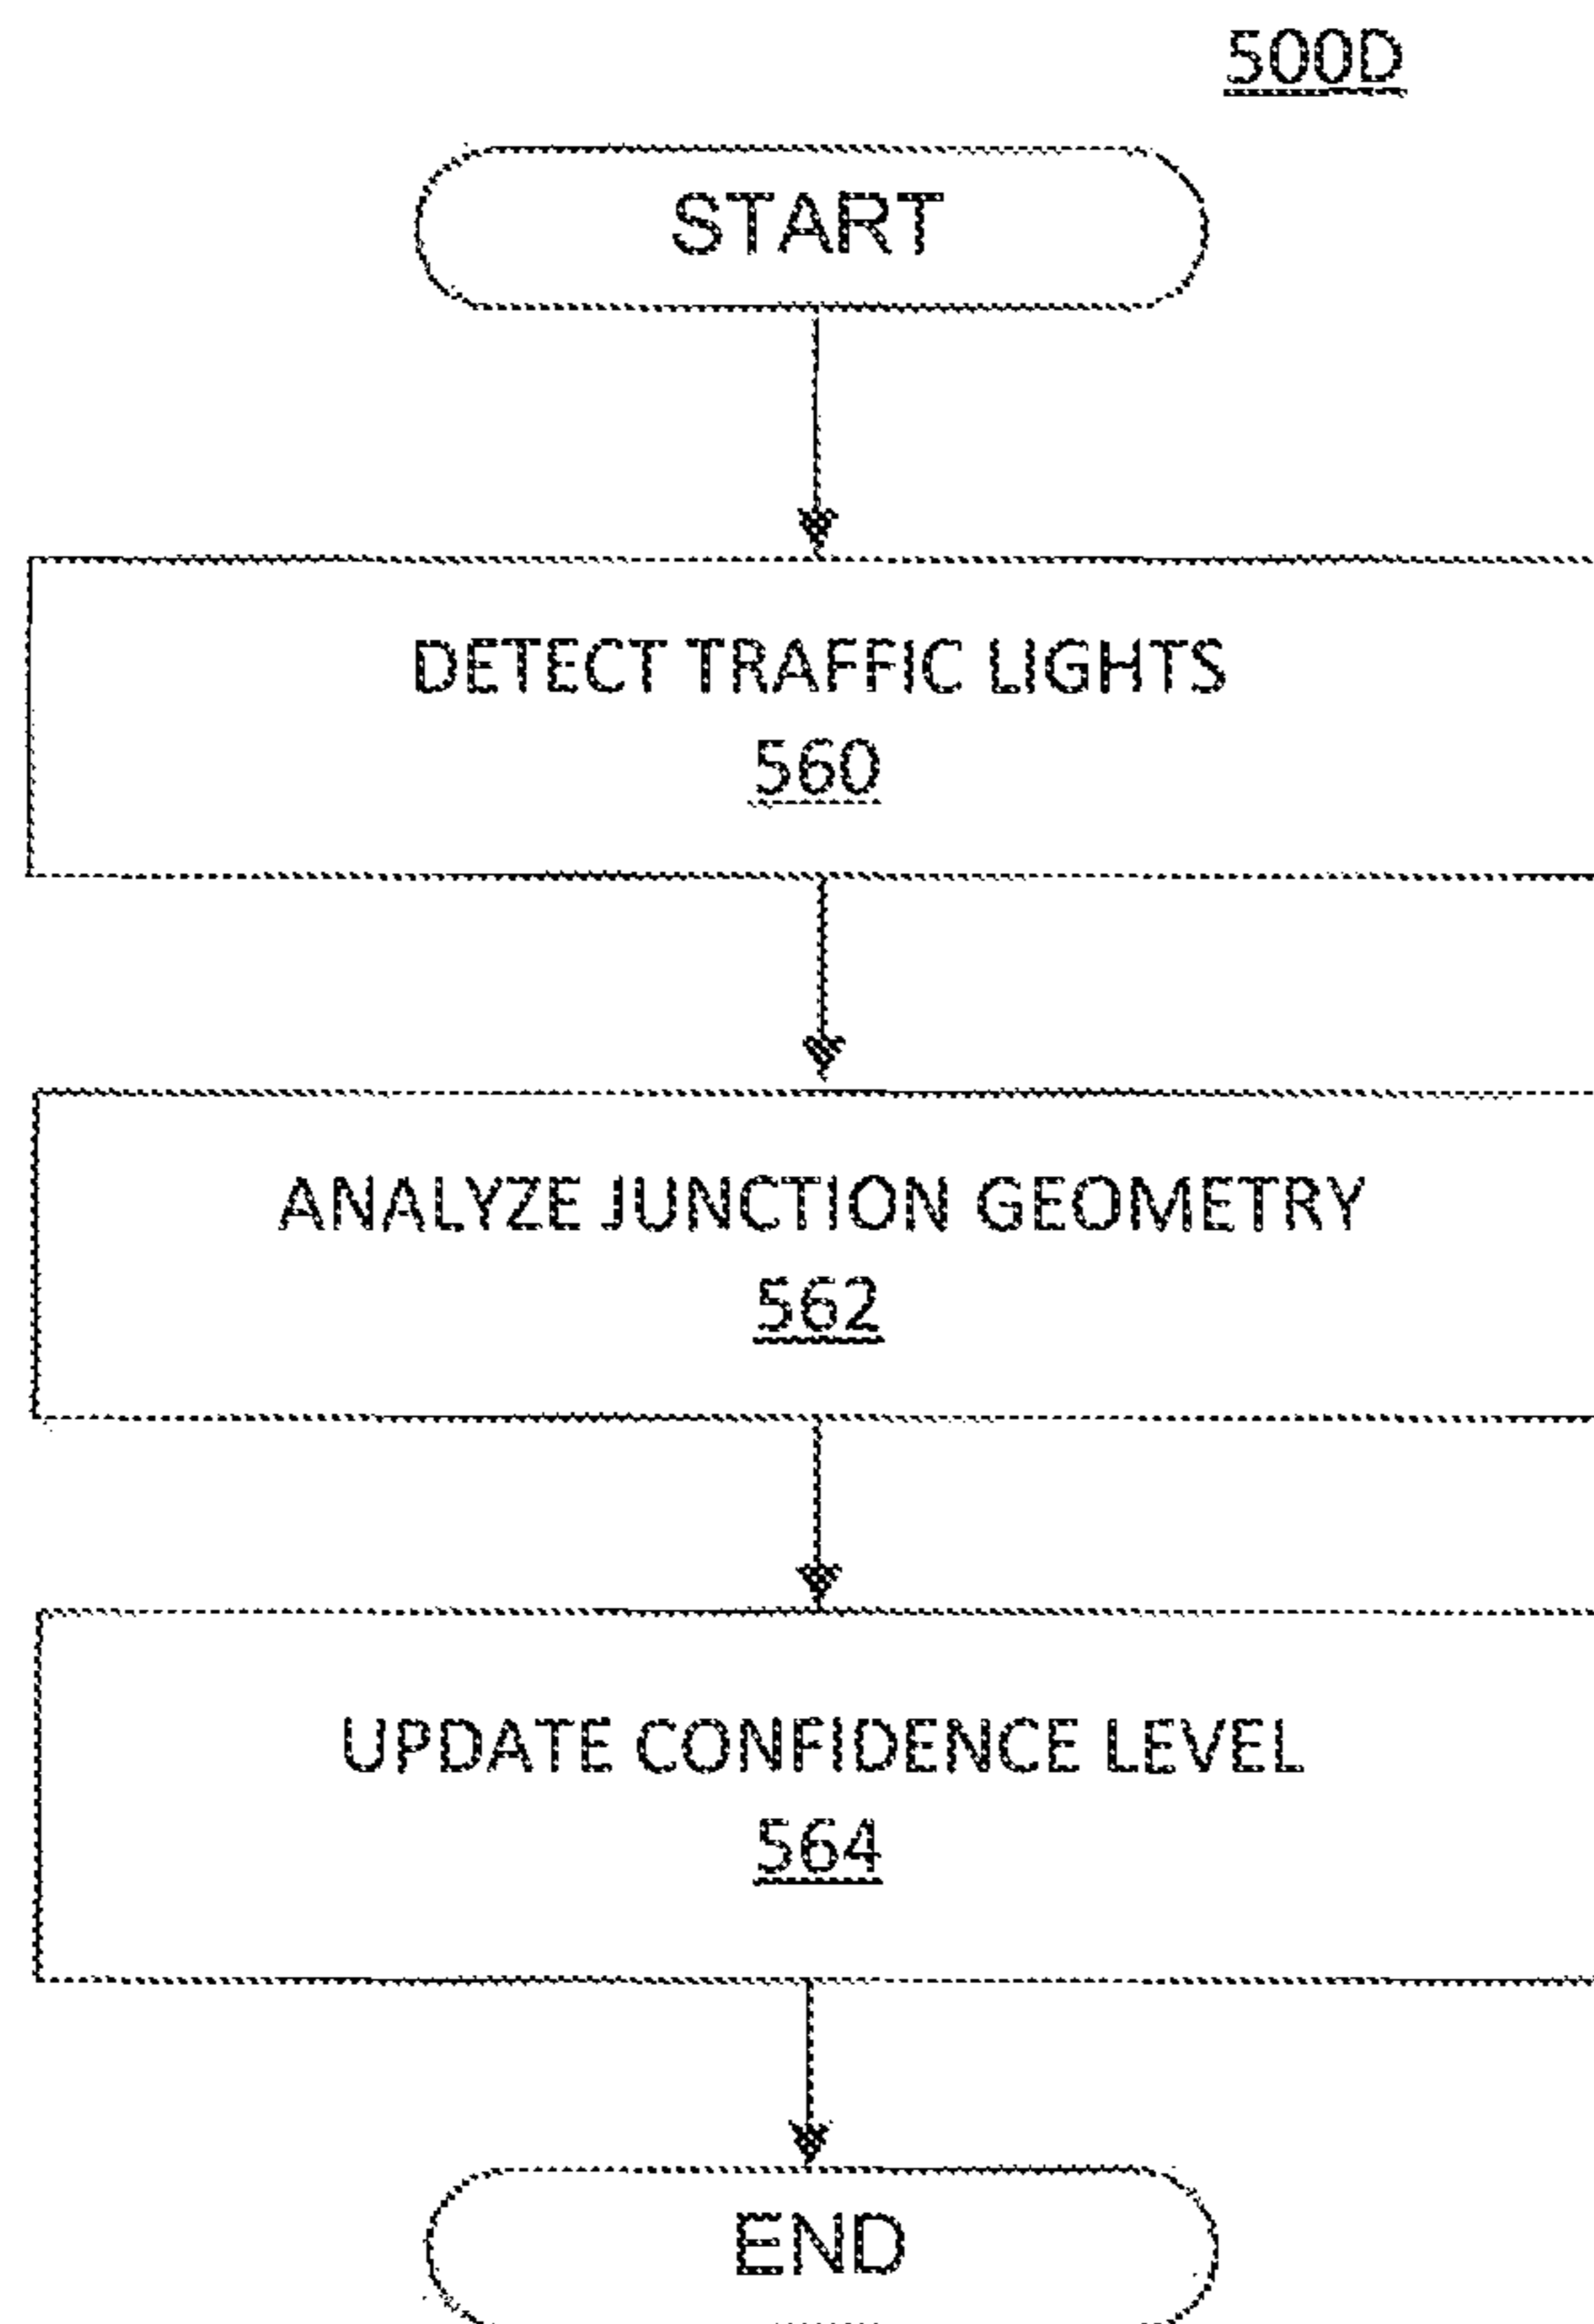 500D
START
DETECT TRAFFIC LIGHTS
560
ANALYZE JUNCTION GEOMETRY
562
UPDATE CONFIDENCE LEVEL
564
END